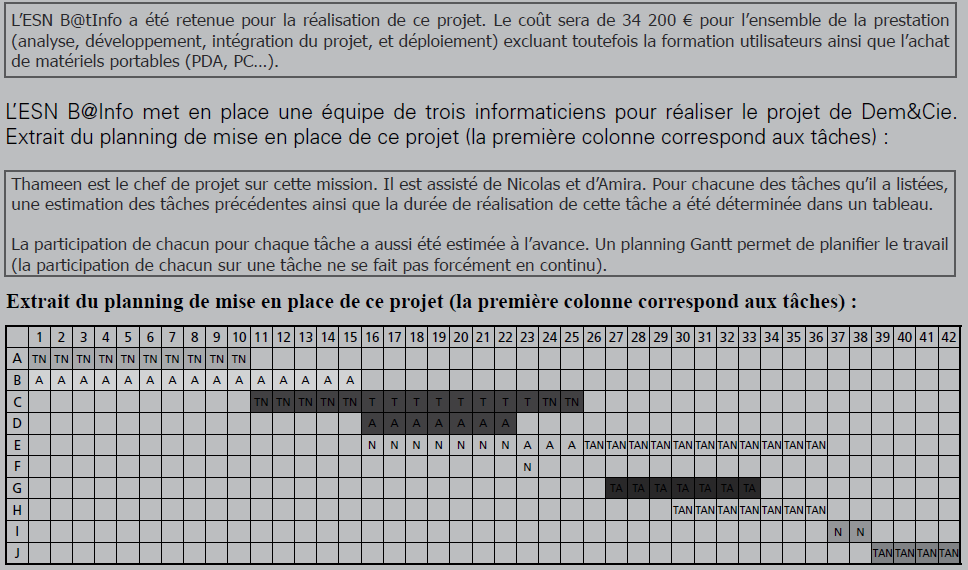 L'ESN B@tInfo a été retenue pour la réalisation de ce projet. Le coût sera de 34 200 € pour l'ensemble de la prestation
(analyse, développement, intégration du projet, et déploiement) excluant toutefois la formation utilisateurs ainsi que l'achat
de matériels portables (PDA, PC…).
L'ESN B@Info met en place une équipe de trois informaticiens pour réaliser le projet de Dem&Cie.
Extrait du planning de mise en place de ce projet (la première colonne correspond aux tâches) :
Thameen est le chef de projet sur cette mission. Il est assisté de Nicolas et d'Amira. Pour chacune des tâches qu'il a listées,
une estimation des tâches précédentes ainsi que la durée de réalisation de cette tâche a été déterminée dans un tableau.
La participation de chacun pour chaque tâche a aussi été estimée à l'avance. Un planning Gantt permet de planifier le travail
(la participation de chacun sur une tâche ne se fait pas forcément en continu).
Extrait du planning de mise en place de ce projet (la première colonne correspond aux tâches) :
1 2 3 4 5 6 7 8 9 10 11 12 13 14 15 16 17 18 19 20 21 22 23 24 25 26 27 28 29 30 31 32 33 34 35 36 37 38 39 40 41 42
A TN TN TN TN TN TN TN TN TN TN
B A A A A A A A A A A A A A A A
C TN TN TN TN TN T T T T T T T T TN TN
D A A A A A A A
E N N N N N N N A A A TAN TAN TAN TAN TAN TAN TAN TAN TAN TAN TAN
F N
G TA TA TA TA TA TA TA
H TAN TAN TAN TAN TAN TAN TAN
I N N
J TAN TAN TAN TAN